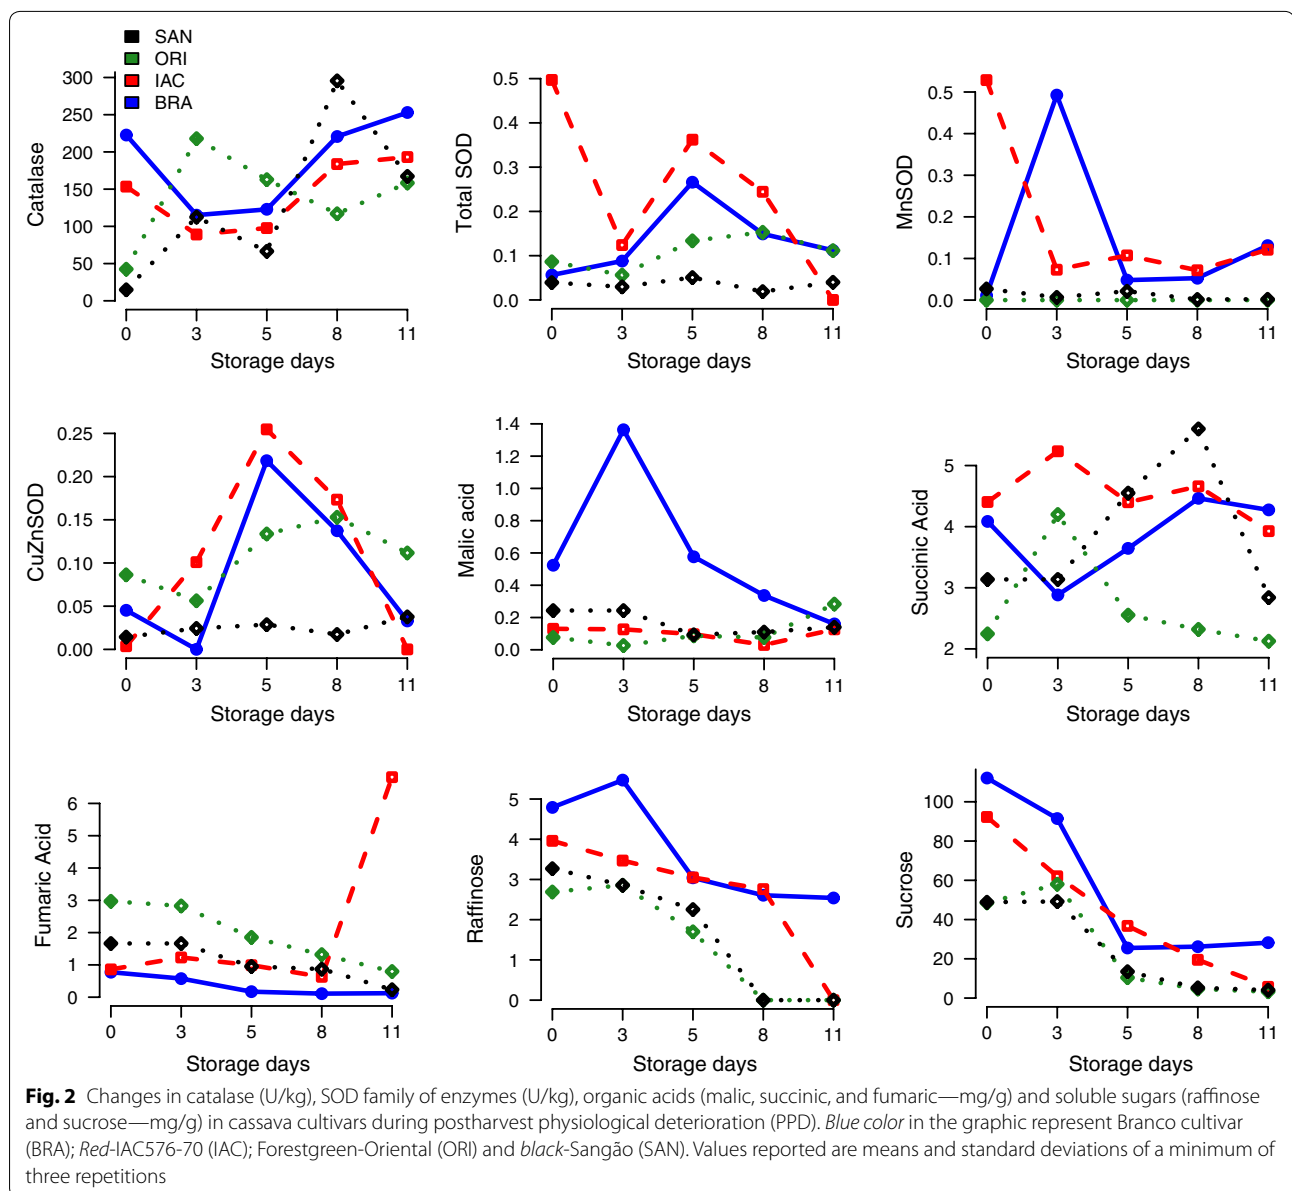 SAN
ORI
IAC
BRA
Catalase
300
250
200
150
100
50
0
0 3 5 8 11
Storage days
Total SOD
0.5
0.4
0.3
0.2
0.1
0.0
0 3 5 8 11
Storage days
MnSOD
0.5
0.4
0.3
0.2
0.1
0.0
0 3 5 8 11
Storage days
CuZnSOD
0.25
0.20
0.15
0.10
0.05
0.00
0 3 5 8 11
Storage days
Malic acid
1.4
1.2
1.0
0.8
0.6
0.4
0.2
0.0
0 3 5 8 11
Storage days
Succinic Acid
5
4
3
2
0 3 5 8 11
Storage days
Fumaric Acid
6
5
4
3
2
1
0
0 3 5 8 11
Storage days
Raffinose
5
4
3
2
1
0
0 3 5 8 11
Storage days
Sucrose
100
80
60
40
20
0
0 3 5 8 11
Storage days
Fig. 2 Changes in catalase (U/kg), SOD family of enzymes (U/kg), organic acids (malic, succinic, and fumaric—mg/g) and soluble sugars (raffinose
and sucrose—mg/g) in cassava cultivars during postharvest physiological deterioration (PPD). Blue color in the graphic represent Branco cultivar
(BRA); Red-IAC576-70 (IAC); Forestgreen-Oriental (ORI) and black-Sangão (SAN). Values reported are means and standard deviations of a minimum of
three repetitions